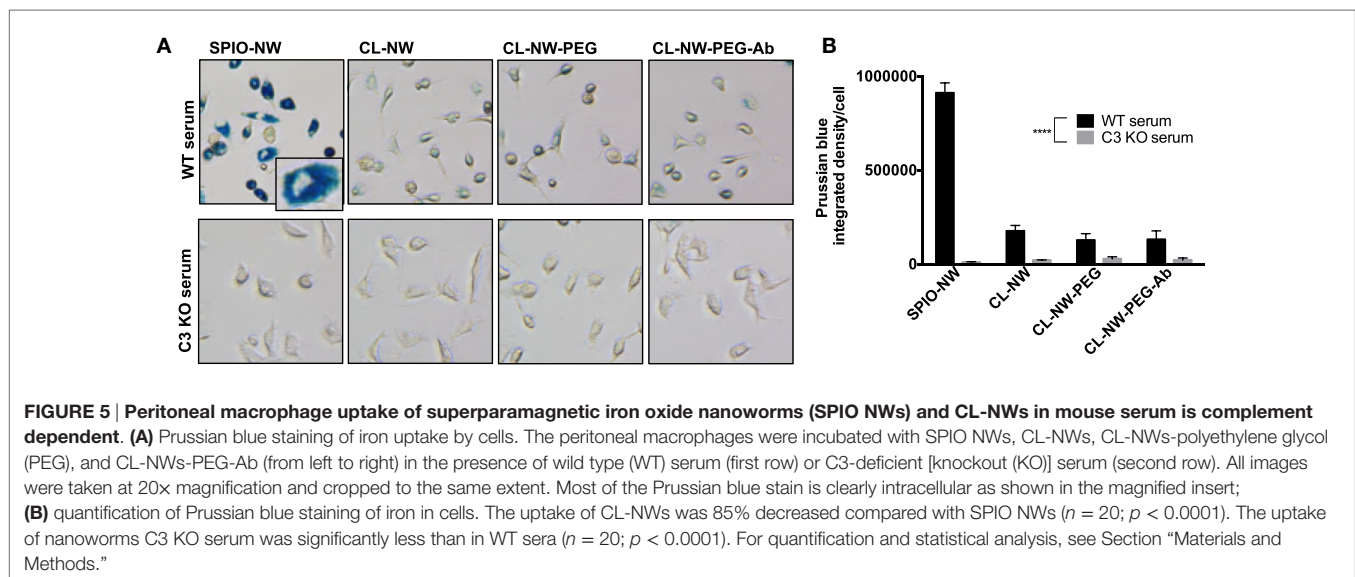 A
SPIO-NW
CL-NW
CL-NW-PEG
CL-NW-PEG-Ab
WT serum
C3 KO serum
B
1000000
500000
0
Prussian blue
integrated density/cell
****
WT serum
C3 KO serum
SPIO-NW
CL-NW
CL-NW-PEG
CL-NW-PEG-Ab
FIGURE 5 | Peritoneal macrophage uptake of superparamagnetic iron oxide nanoworms (SPIO NWs) and CL-NWs in mouse serum is complement
dependent. (A) Prussian blue staining of iron uptake by cells. The peritoneal macrophages were incubated with SPIO NWs, CL-NWs, CL-NWs-polyethylene glycol
(PEG), and CL-NWs-PEG-Ab (from left to right) in the presence of wild type (WT) serum (first row) or C3-deficient [knockout (KO)] serum (second row). All images
were taken at 20× magnification and cropped to the same extent. Most of the Prussian blue stain is clearly intracellular as shown in the magnified insert;
(B) quantification of Prussian blue staining of iron in cells. The uptake of CL-NWs was 85% decreased compared with SPIO NWs (n = 20; p < 0.0001). The uptake
of nanoworms C3 KO serum was significantly less than in WT sera (n = 20; p < 0.0001). For quantification and statistical analysis, see Section “Materials and
Methods.”